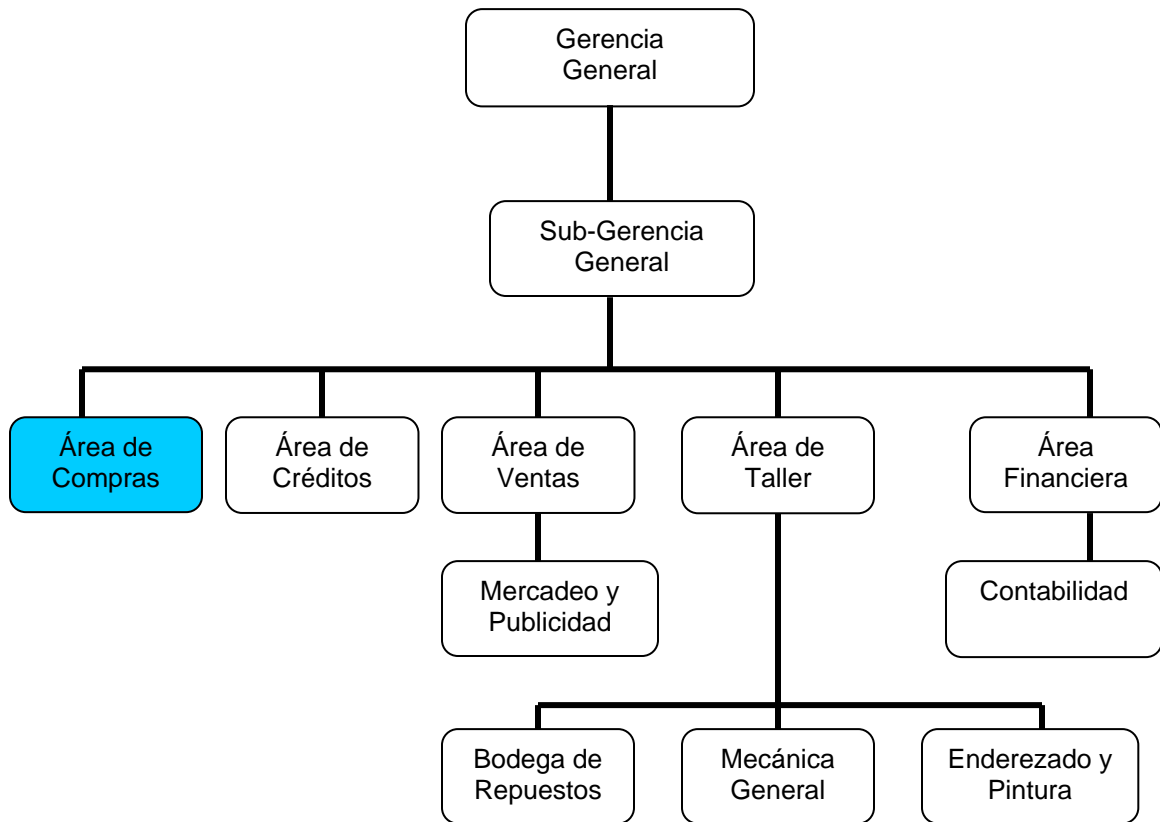 Gerencia
General
Sub-Gerencia
General
Área de
Compras
Área de
Créditos
Área de
Ventas
Área de
Taller
Área
Financiera
Mercadeo y
Publicidad
Contabilidad
Bodega de
Repuestos
Mecánica
General
Enderezado y
Pintura